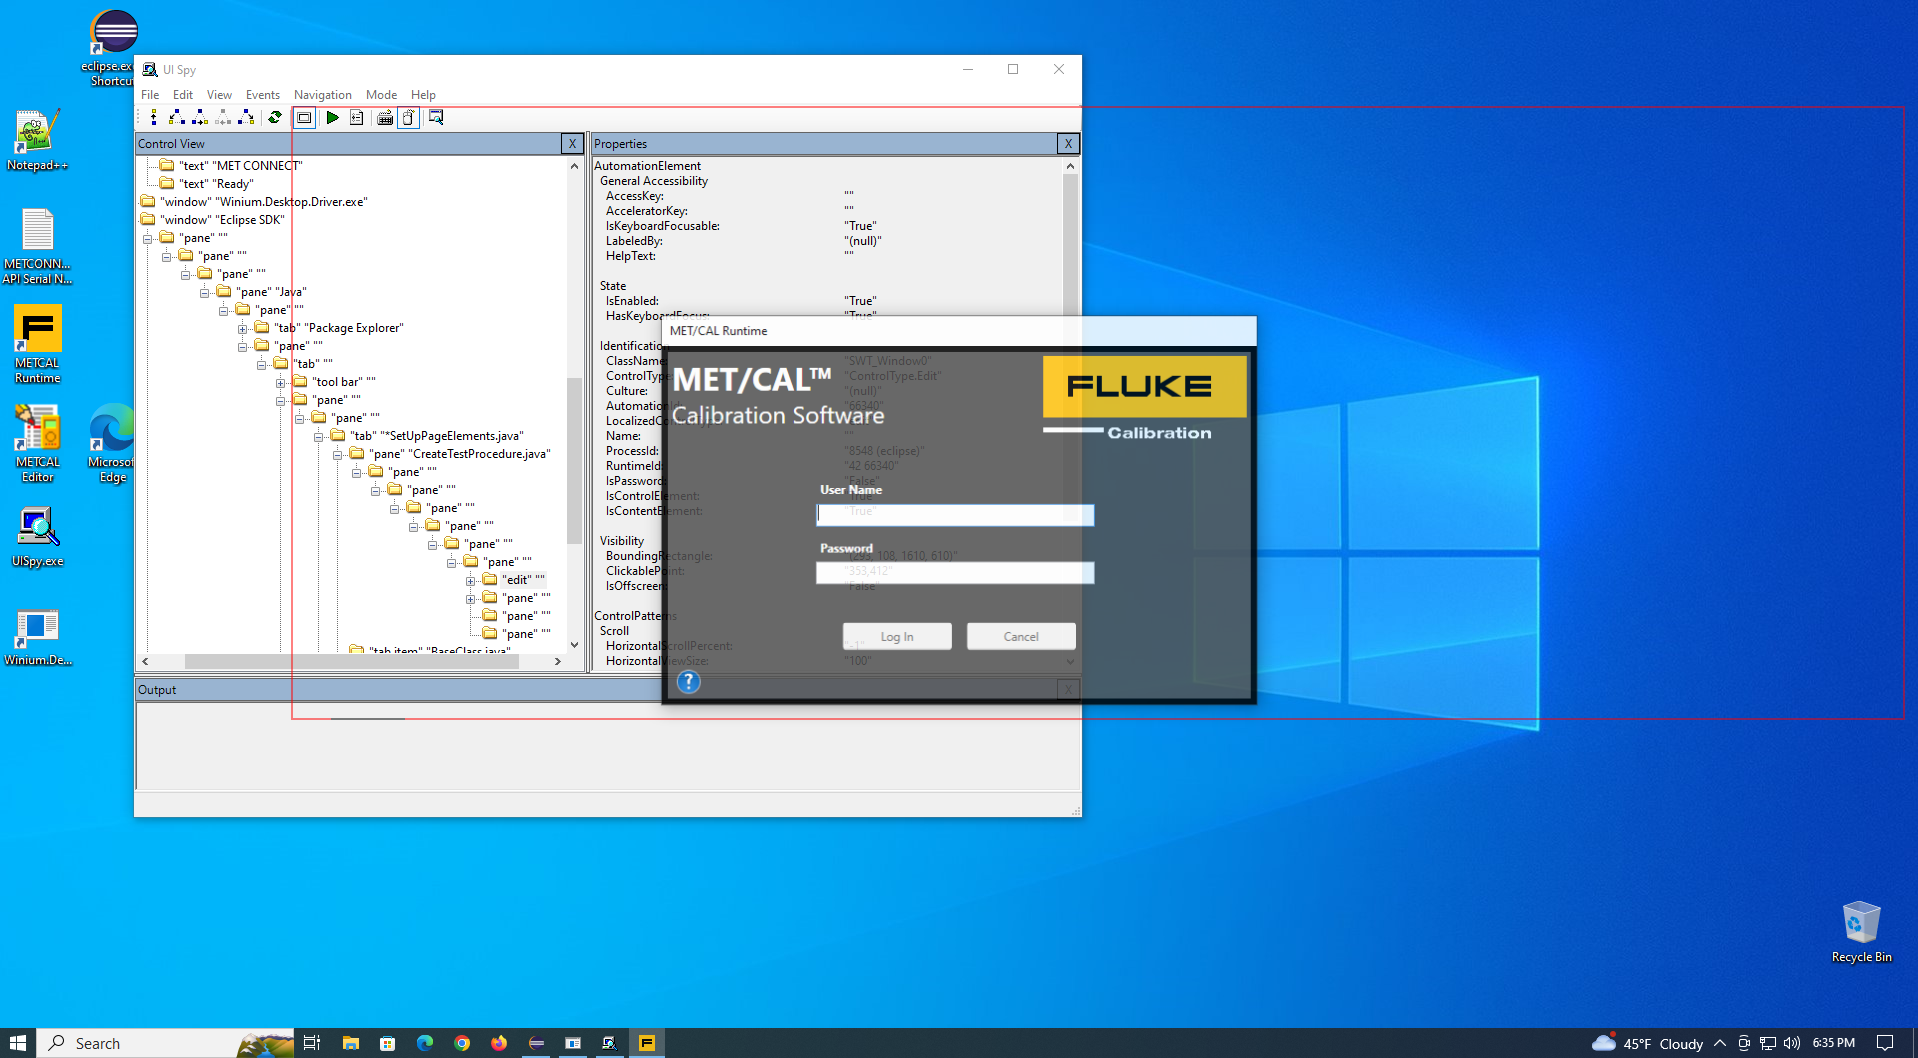 eclipse.exe
Shortcut
Notepad++
METCONN...
API Serial N...
METCAL
Runtime
METCAL
Editor
Microsoft
Edge
UISpy.exe
Winium.De...
UI Spy
File Edit View Events Navigation Mode Help
Control View X
"text" "MET CONNECT"
"text" "Ready"
"window" "Winium.Desktop.Driver.exe"
"window" "Eclipse SDK"
"pane" ""
"pane" ""
"pane" ""
"pane" "Java"
"pane" ""
"tab" "Package Explorer"
"pane" ""
"tab" ""
"tool bar" ""
"pane" ""
"pane" ""
"tab" "*SetUpPageElements.java"
"pane" "CreateTestProcedure.java"
"pane" ""
"pane" ""
"pane" ""
"pane" ""
"pane" ""
"pane" ""
"edit" ""
"pane" ""
"pane" ""
"pane" ""
"tab item" "BaseClass.java"
Properties X
AutomationElement
General Accessibility
AccessKey: ""
AcceleratorKey: ""
IsKeyboardFocusable: "True"
LabeledBy: "(null)"
HelpText: ""
State
IsEnabled: "True"
HasKeyboardFocus: "True"
Identification
ClassName: "SWT_Window0"
ControlType: "ControlType.Edit"
Culture: "(null)"
AutomationId: "66340"
Name: ""
ProcessId: "8548 (eclipse)"
RuntimeId: "42 66340"
IsPassword: "False"
IsControlElement: "True"
IsContentElement: "True"
Visibility
BoundingRectangle: "(293, 108, 1610, 610)"
ClickablePoint: "353,412"
IsOffscreen: "False"
ControlPatterns
Scroll
HorizontalScrollPercent: "-1"
HorizontalViewSize: "100"
Output X
MET/CAL Runtime
MET/CAL™
Calibration Software
FLUKE
Calibration
User Name
Password
Log In Cancel
?
Recycle Bin
Search
45°F Cloudy
6:35 PM